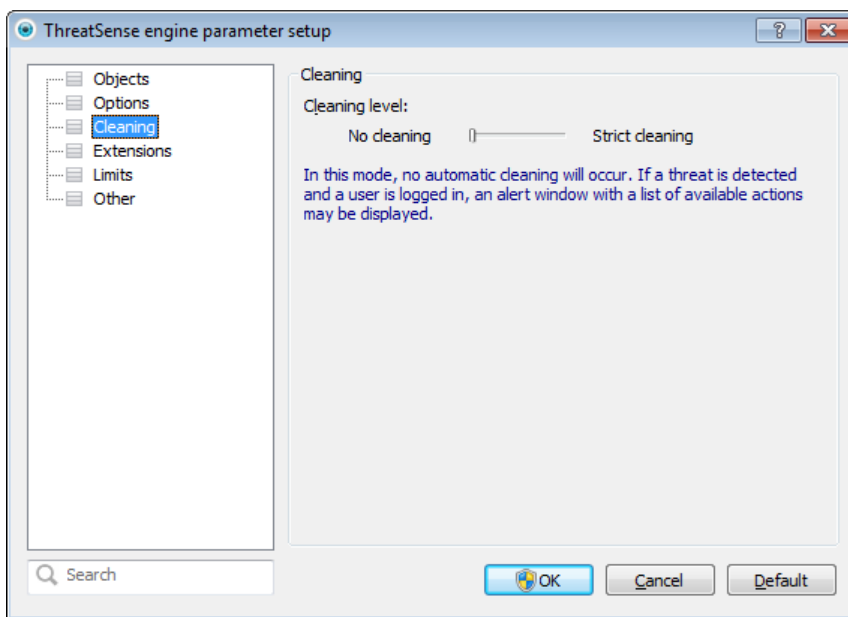 ThreatSense engine parameter setup
?
Objects
Options
Cleaning
Extensions
Limits
Other
Cleaning
Cleaning level:
No cleaning Strict cleaning
In this mode, no automatic cleaning will occur. If a threat is detected
and a user is logged in, an alert window with a list of available actions
may be displayed.
Search
OK Cancel Default